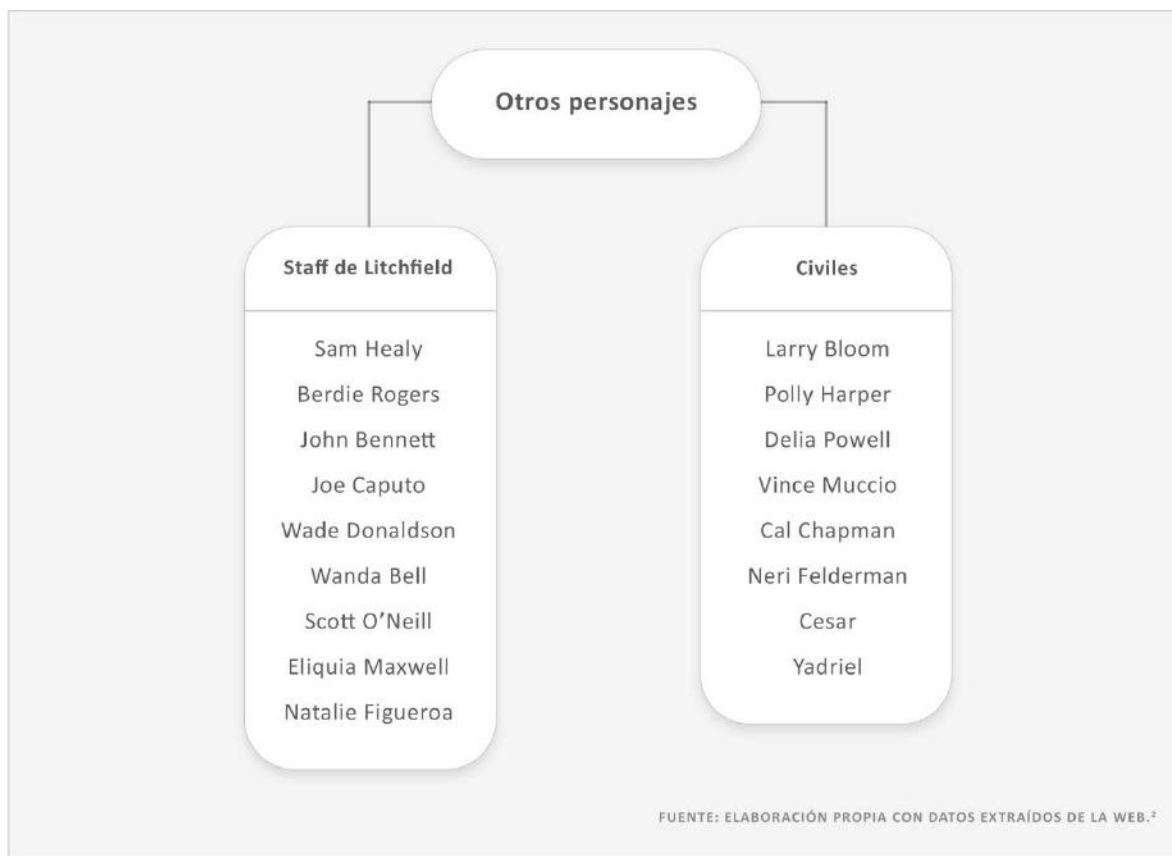 Otros personajes
Staff de Litchfield
Sam Healy
Berdie Rogers
John Bennett
Joe Caputo
Wade Donaldson
Wanda Bell
Scott O’Neill
Eliquia Maxwell
Natalie Figueroa
Civiles
Larry Bloom
Polly Harper
Delia Powell
Vince Muccio
Cal Chapman
Neri Felderman
Cesar
Yadriel
FUENTE: ELABORACIÓN PROPIA CON DATOS EXTRAÍDOS DE LA WEB.²